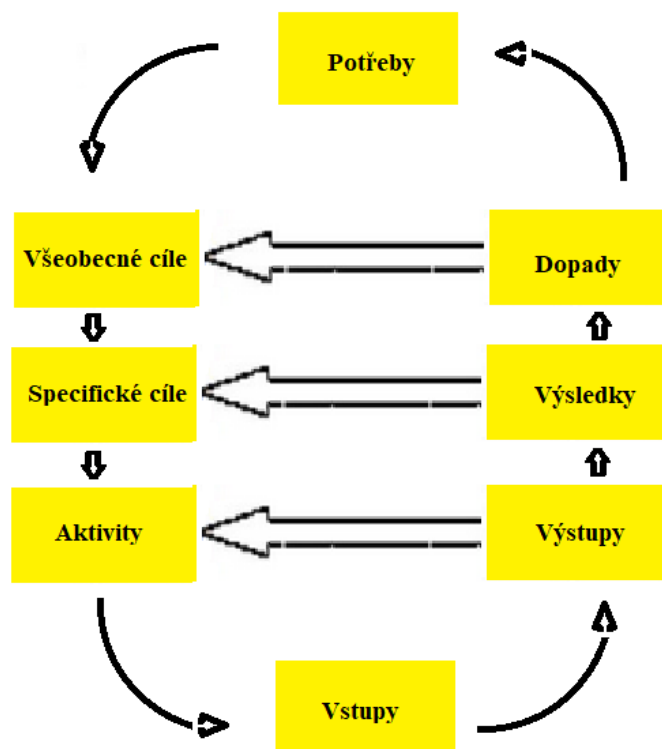 Potřeby
Všeobecné cíle
Dopady
Specifické cíle
Výsledky
Aktivity
Výstupy
Vstupy